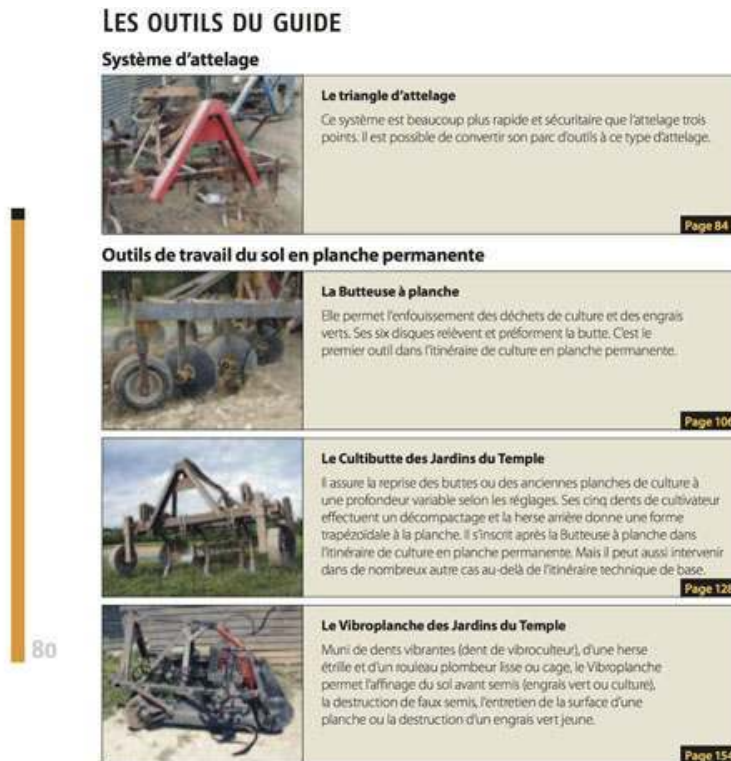 LES OUTILS DU GUIDE
Système d'attelage
Le triangle d'attelage
Ce système est beaucoup plus rapide et sécuritaire que l'attelage trois
points. Il est possible de convertir son parc d'outils à ce type d'attelage.
Page 84
Outils de travail du sol en planche permanente
La Butteuse à planche
Elle permet l'enfouissement des déchets de culture et des engrais
verts. Ses six disques relèvent et préforment la butte. C'est le
premier outil dans l'itinéraire de culture en planche permanente.
Page 106
Le Cultibutte des Jardins du Temple
Il assure la reprise des buttes ou des anciennes planches de culture à
une profondeur variable selon les réglages. Ses cinq dents de cultivateur
effectuent un décompactage et la herse arrière donne une forme
trapézoïdale à la planche. Il s'inscrit après la Butteuse à planche dans
l'itinéraire de culture en planche permanente. Mais il peut aussi intervenir
dans de nombreux autre cas au-delà de l'itinéraire technique de base.
Page 128
Le Vibroplanche des Jardins du Temple
Muni de dents vibrantes (dent de vibroculteur), d'une herse
étrille et d'un rouleau plombeur lisse ou cage, le Vibroplanche
permet l'affinage du sol avant semis (engrais vert ou culture),
la destruction de faux semis, l'entretien de la surface d'une
planche ou la destruction d'un engrais vert jeune.
Page 154
80